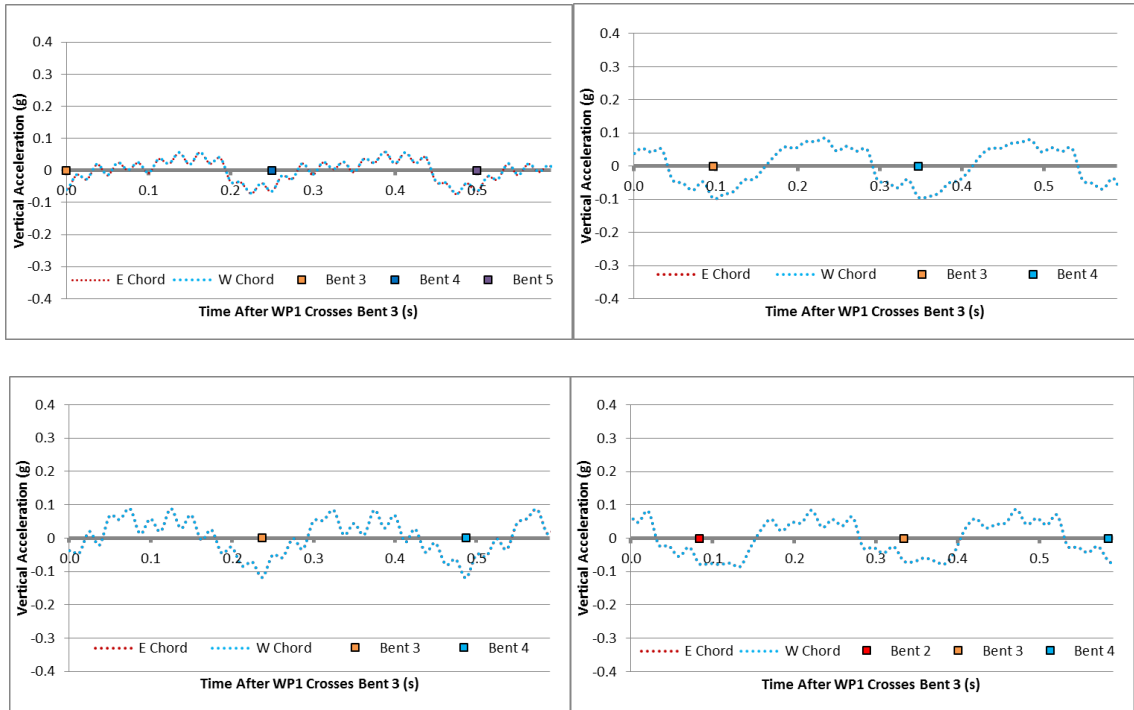 0.4
0.3
0.2
0.1
0
-0.1
-0.2
-0.3
-0.4
Vertical Acceleration (g)
0.0 0.1 0.2 0.3 0.4 0.5
E Chord W Chord Bent 3 Bent 4 Bent 5
Time After WP1 Crosses Bent 3 (s)
0.4
0.3
0.2
0.1
0
-0.1
-0.2
-0.3
-0.4
Vertical Acceleration (g)
0.0 0.1 0.2 0.3 0.4 0.5
E Chord W Chord Bent 3 Bent 4
Time After WP1 Crosses Bent 3 (s)
0.4
0.3
0.2
0.1
0
-0.1
-0.2
-0.3
-0.4
Vertical Acceleration (g)
0.0 0.1 0.2 0.3 0.4 0.5
E Chord W Chord Bent 3 Bent 4
Time After WP1 Crosses Bent 3 (s)
0.4
0.3
0.2
0.1
0
-0.1
-0.2
-0.3
-0.4
Vertical Acceleration (g)
0.0 0.1 0.2 0.3 0.4 0.5
E Chord W Chord Bent 2 Bent 3 Bent 4
Time After WP1 Crosses Bent 3 (s)